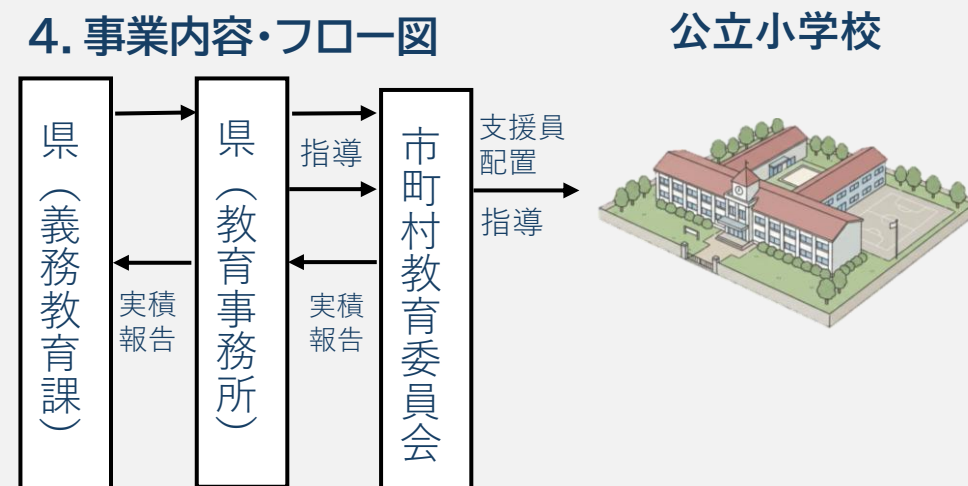 4. 事業内容・フロー図
公立小学校
県（義務教育課）
実積
報告
県（教育事務所）
指導
実積
報告
市町村教育委員会
支援員
配置
指導